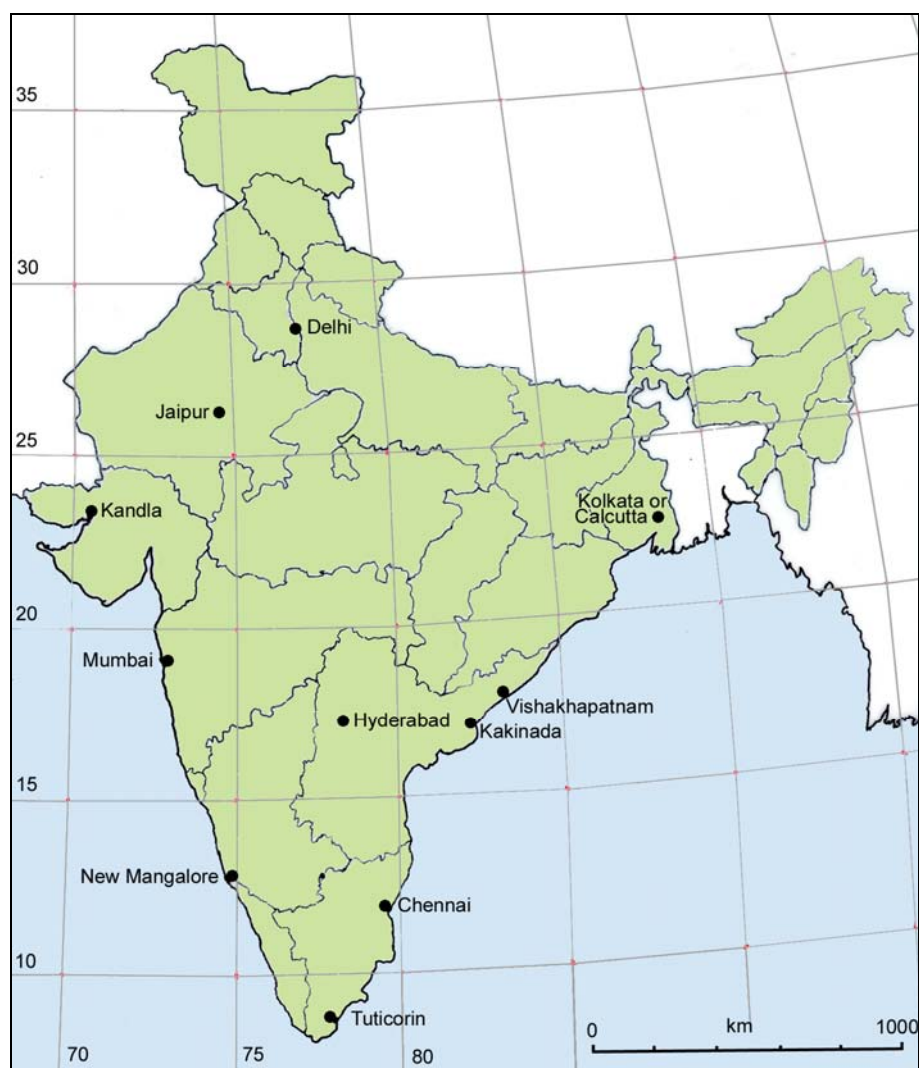 35
30
Delhi
Jaipur
25
Kandla
Kolkata or
Calcutta
20
Mumbai
Vishakhapatnam
Hyderabad
Kakinada
15
New Mangalore
Chennai
10
Tuticorin
0 km 1000
70 75 80